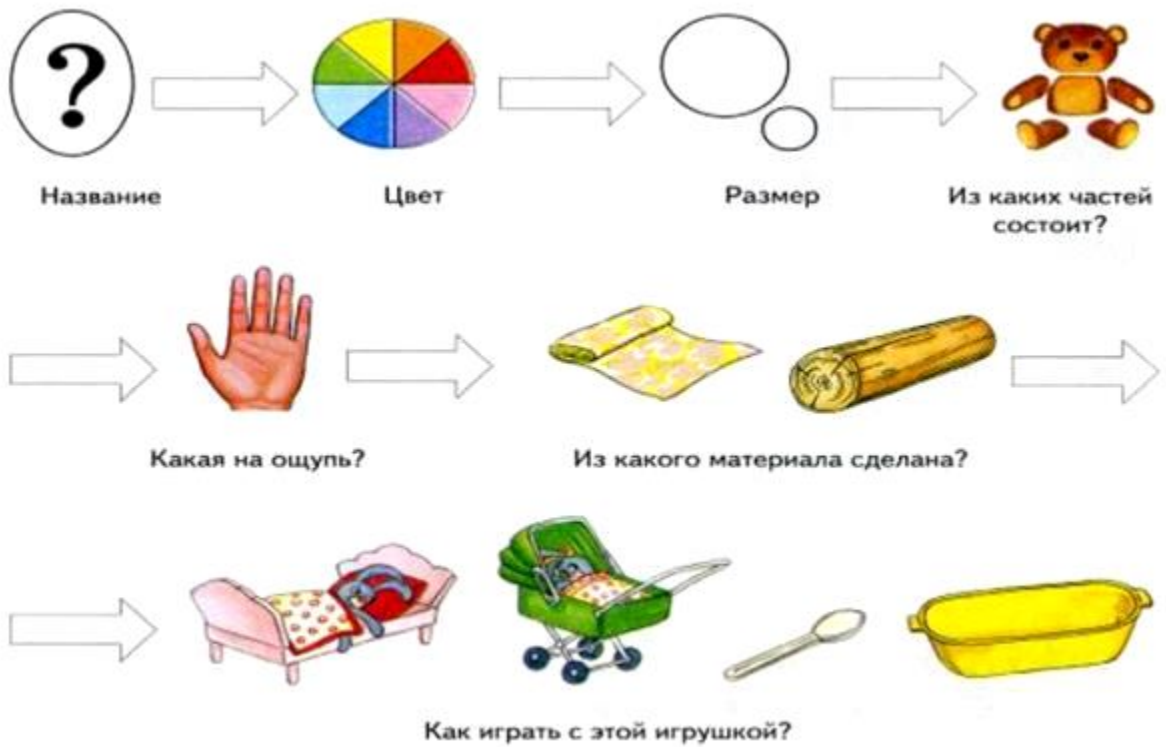 ?
Название
Цвет
Размер
Из каких частей
состоит?
Какая на ощупь?
Из какого материала сделана?
Как играть с этой игрушкой?